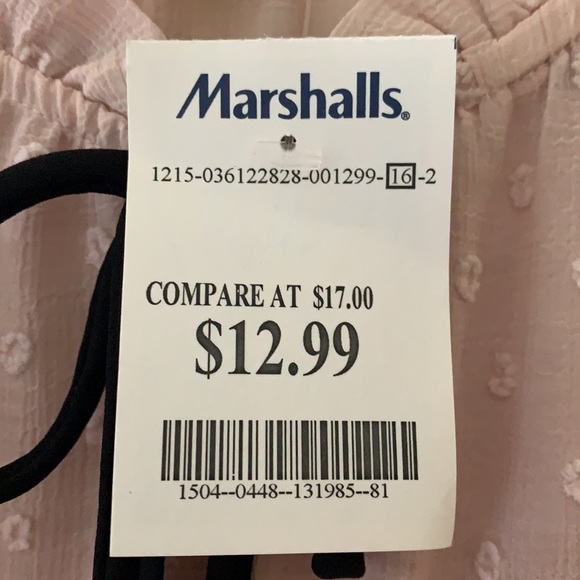 Marshalls®
1215-036122828-001299-16-2
COMPARE AT $17.00
$12.99
1504--0448--131985--81